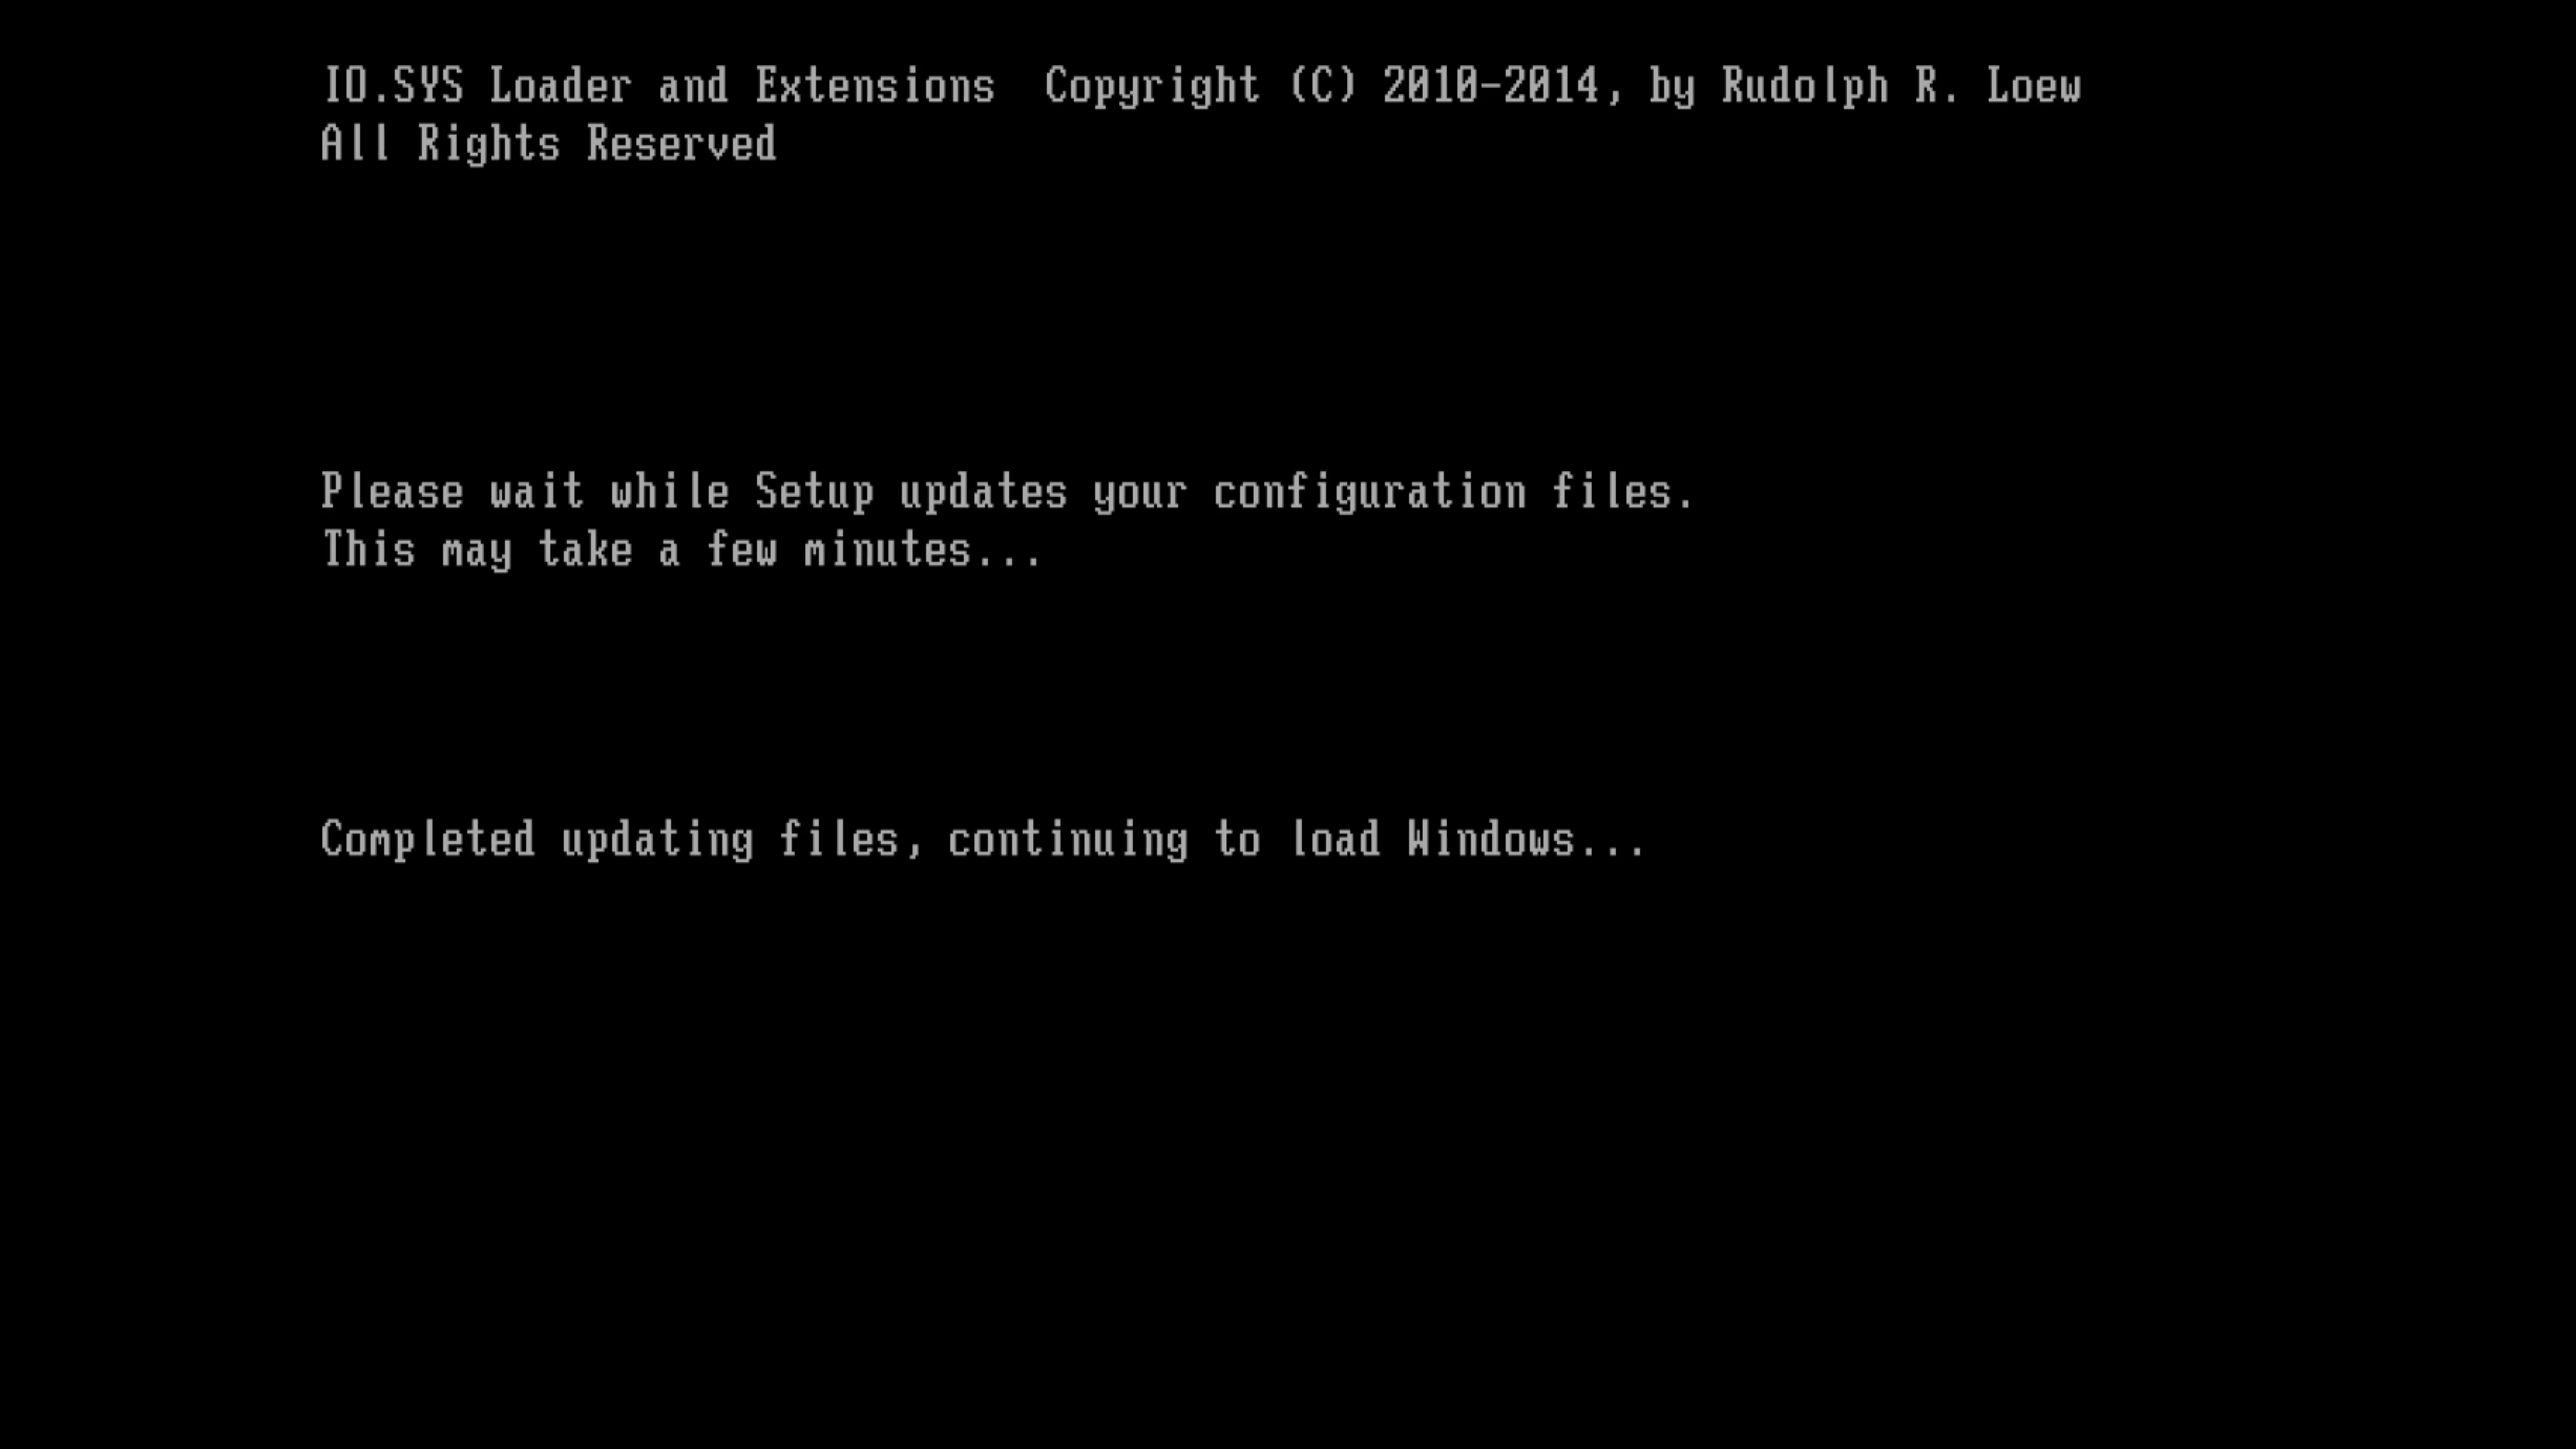 IO.SYS Loader and Extensions  Copyright (C) 2010-2014, by Rudolph R. Loew
All Rights Reserved
Please wait while Setup updates your configuration files.
This may take a few minutes...
Completed updating files, continuing to load Windows...